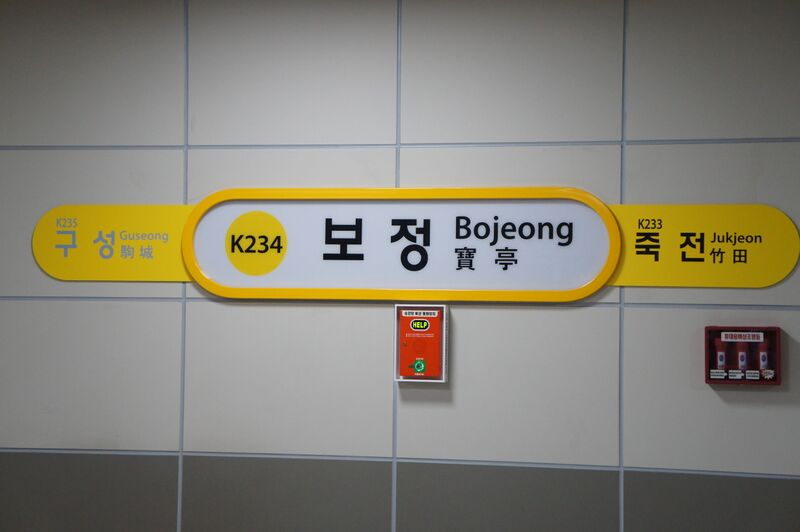 K235
구성
Guseong
駒城
K234
보정
Bojeong
寶亭
K233
죽전
Jukjeon
竹田
HELP